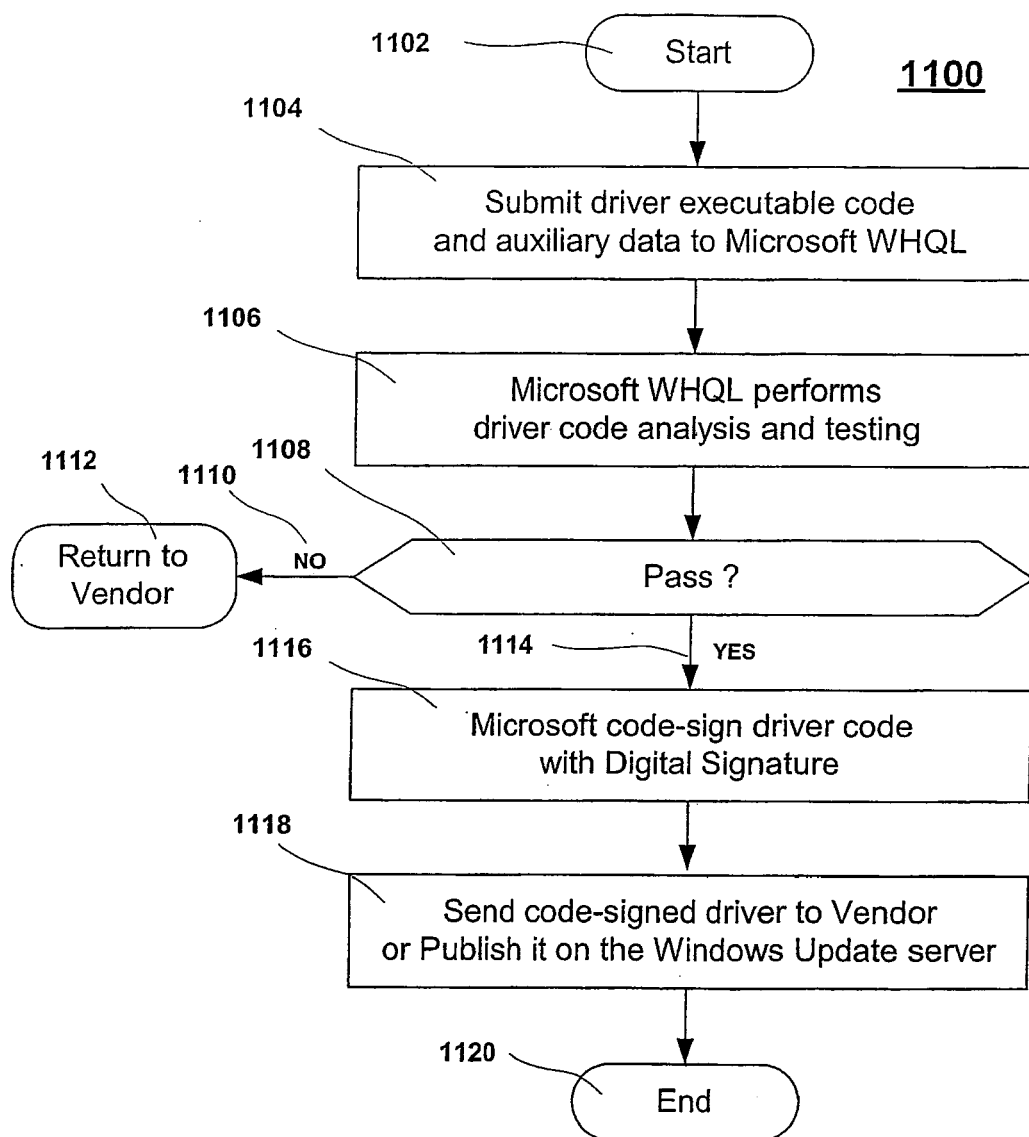 1102
Start
1100
1104
Submit driver executable code
and auxiliary data to Microsoft WHQL
1106
Microsoft WHQL performs
driver code analysis and testing
1108
1110
1112
Return to
Vendor
NO
Pass ?
1114
YES
1116
Microsoft code-sign driver code
with Digital Signature
1118
Send code-signed driver to Vendor
or Publish it on the Windows Update server
1120
End